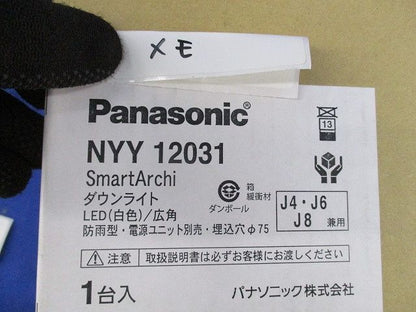 メモ
Panasonic®
NYY 12031
SmartArchi
ダウンライト
LED(白色)/広角
防雨型・電源ユニット別売・埋込穴φ75
13
箱
緩衝材
ダンボール
J4・J6
J8 兼用
注意 取扱説明書は必ずお客様にお渡しください
1台入
パナソニック株式会社